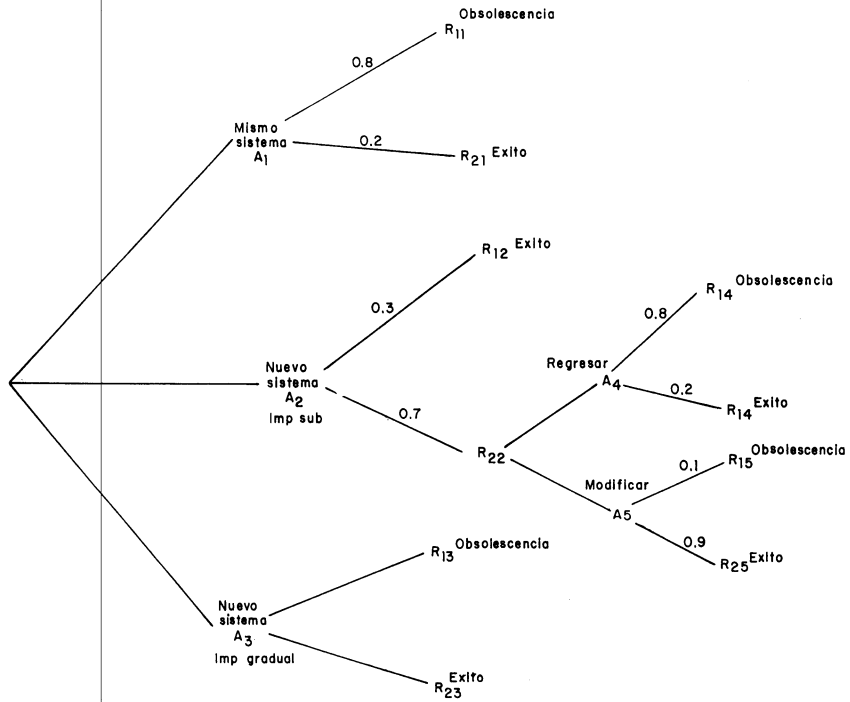 Obsolescencia
R11
0.8
Mismo
sistema
A1
0.2
R21 Exito
R12 Exito
0.3
Nuevo
sistema
A2
Imp sub
0.7
R22
Regresar
A4
0.8
R14 Obsolescencia
0.2
R14 Exito
Modificar
A5
0.1
R15 Obsolescencia
0.9
R25 Exito
R13 Obsolescencia
Nuevo
sistema
A3
Imp gradual
Exito
R23